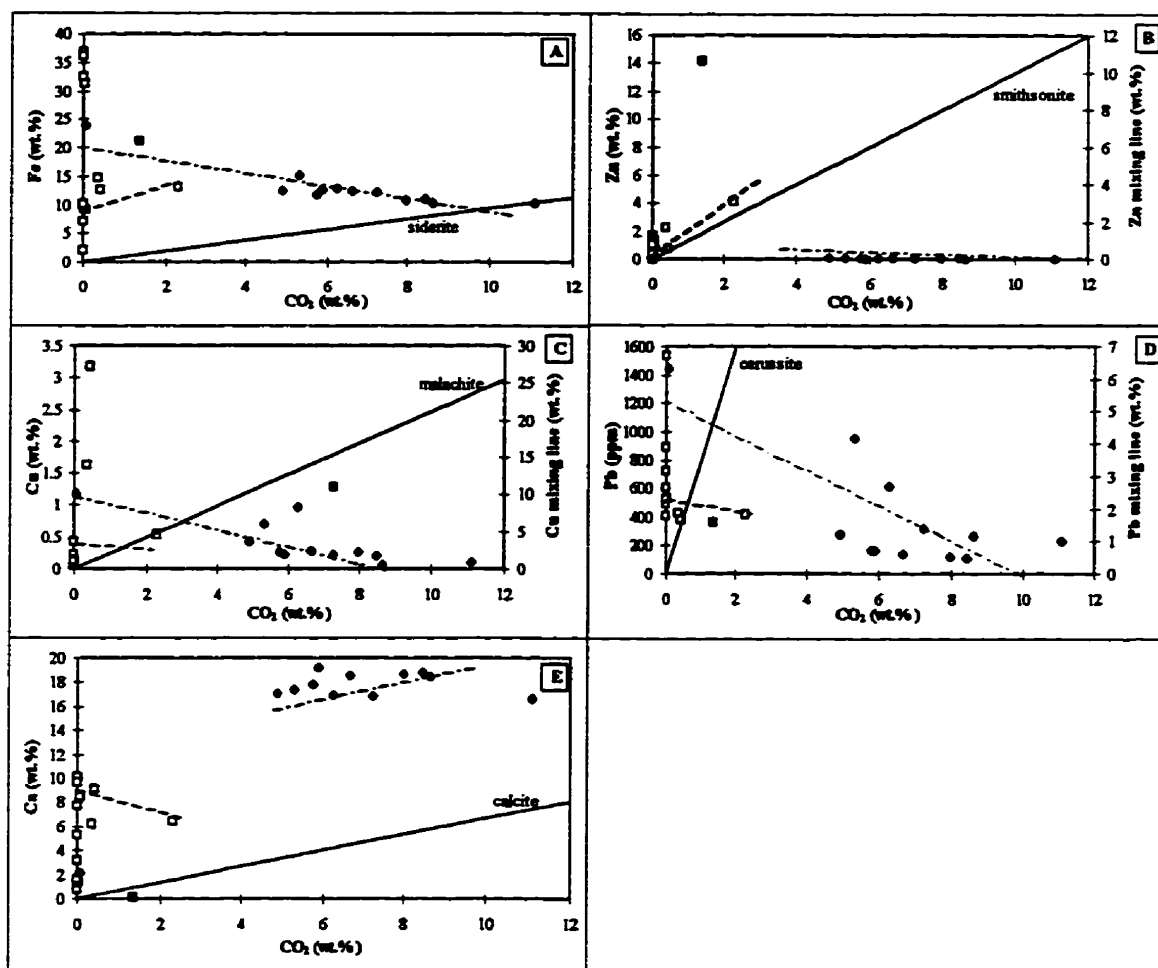 A
Fe (wt.%)
40
35
30
25
20
15
10
5
0
siderite
0 2 4 6 8 10 12
CO₂ (wt.%)
B
Zn (wt.%)
16
14
12
10
8
6
4
2
0
smithsonite
12
10
8
6
4
2
0
Zn mixing line (wt.%)
0 2 4 6 8 10 12
CO₂ (wt.%)
C
Cu (wt.%)
3.5
3
2.5
2
1.5
1
0.5
0
malachite
30
25
20
15
10
5
0
Cu mixing line (wt.%)
0 2 4 6 8 10 12
CO₂ (wt.%)
D
Pb (ppm)
1600
1400
1200
1000
800
600
400
200
0
cerussite
7
6
5
4
3
2
1
0
Pb mixing line (wt.%)
0 2 4 6 8 10 12
CO₂ (wt.%)
E
Ca (wt.%)
20
18
16
14
12
10
8
6
4
2
0
calcite
0 2 4 6 8 10 12
CO₂ (wt.%)